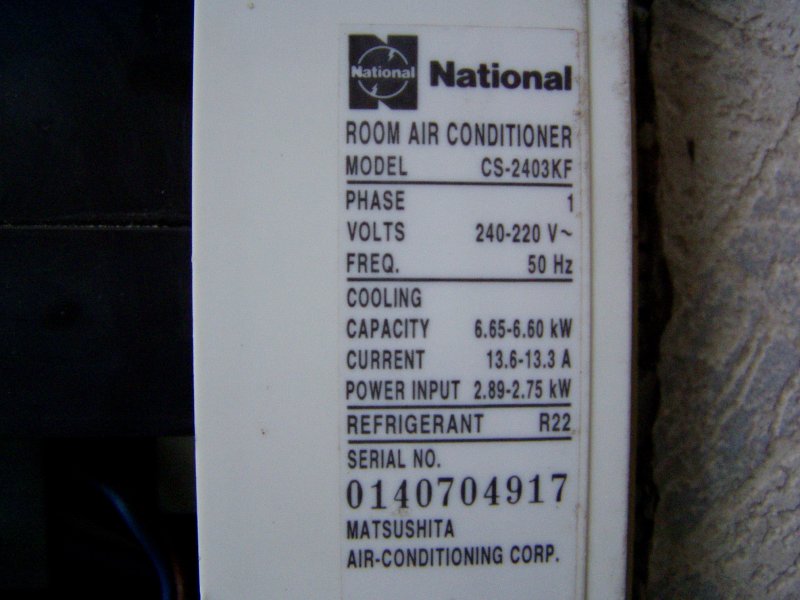 National National
ROOM AIR CONDITIONER
MODEL CS-2403KF
PHASE 1
VOLTS 240-220 V~
FREQ. 50 Hz
COOLING
CAPACITY 6.65-6.60 kW
CURRENT 13.6-13.3 A
POWER INPUT 2.89-2.75 kW
REFRIGERANT R22
SERIAL NO.
0140704917
MATSUSHITA
AIR-CONDITIONING CORP.